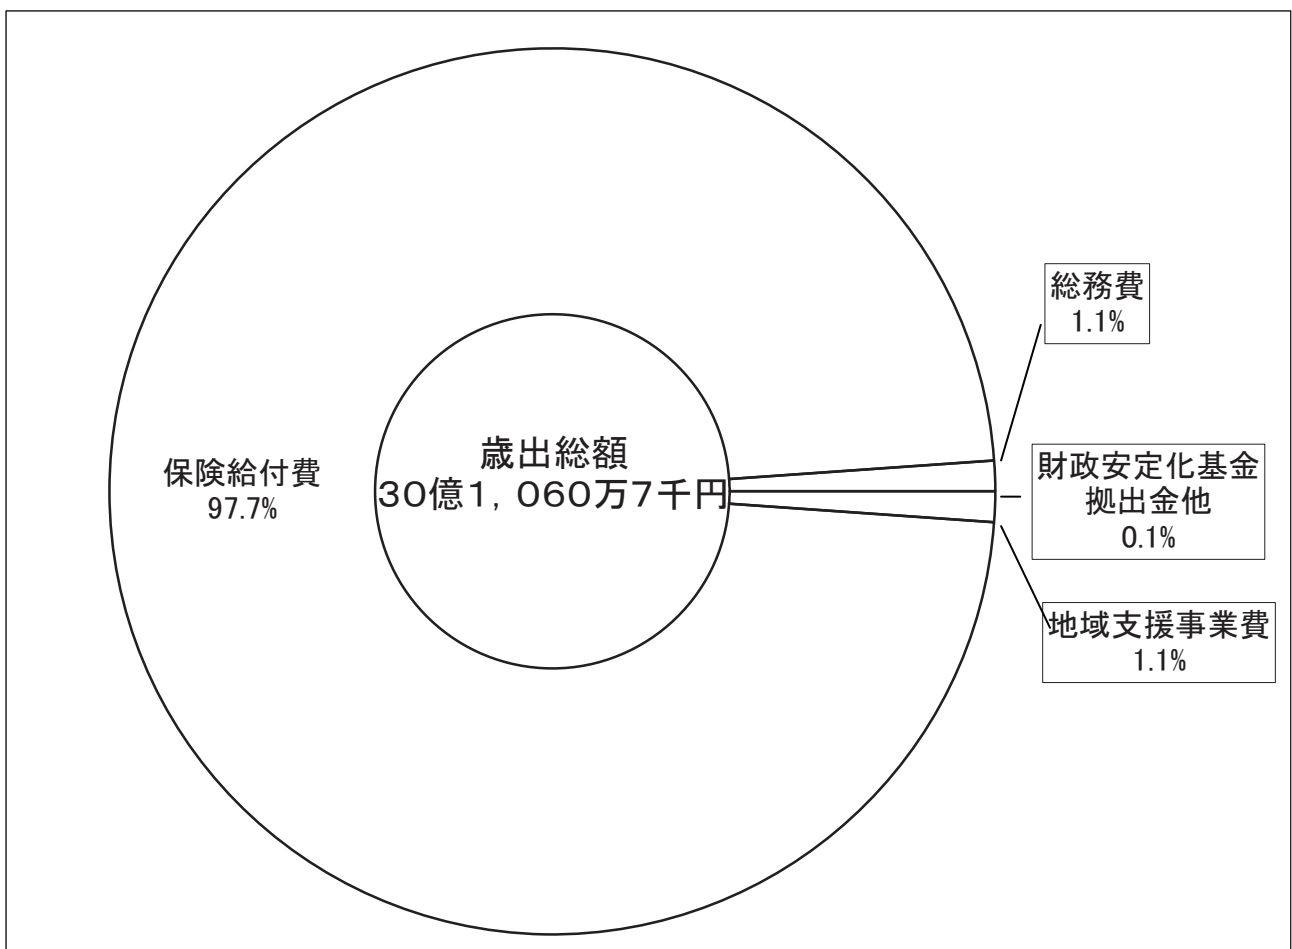 総務費
1.1%
歳出総額
30億1，060万7千円
保険給付費
97.7%
財政安定化基金
拠出金他
0.1%
地域支援事業費
1.1%